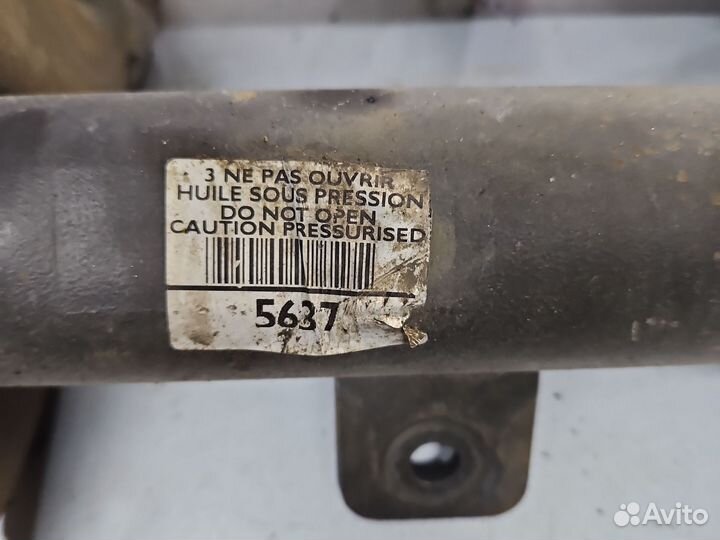 3 NE PAS OUVRIR
HUILE SOUS PRESSION
DO NOT OPEN
CAUTION PRESSURISED
5637
Avito